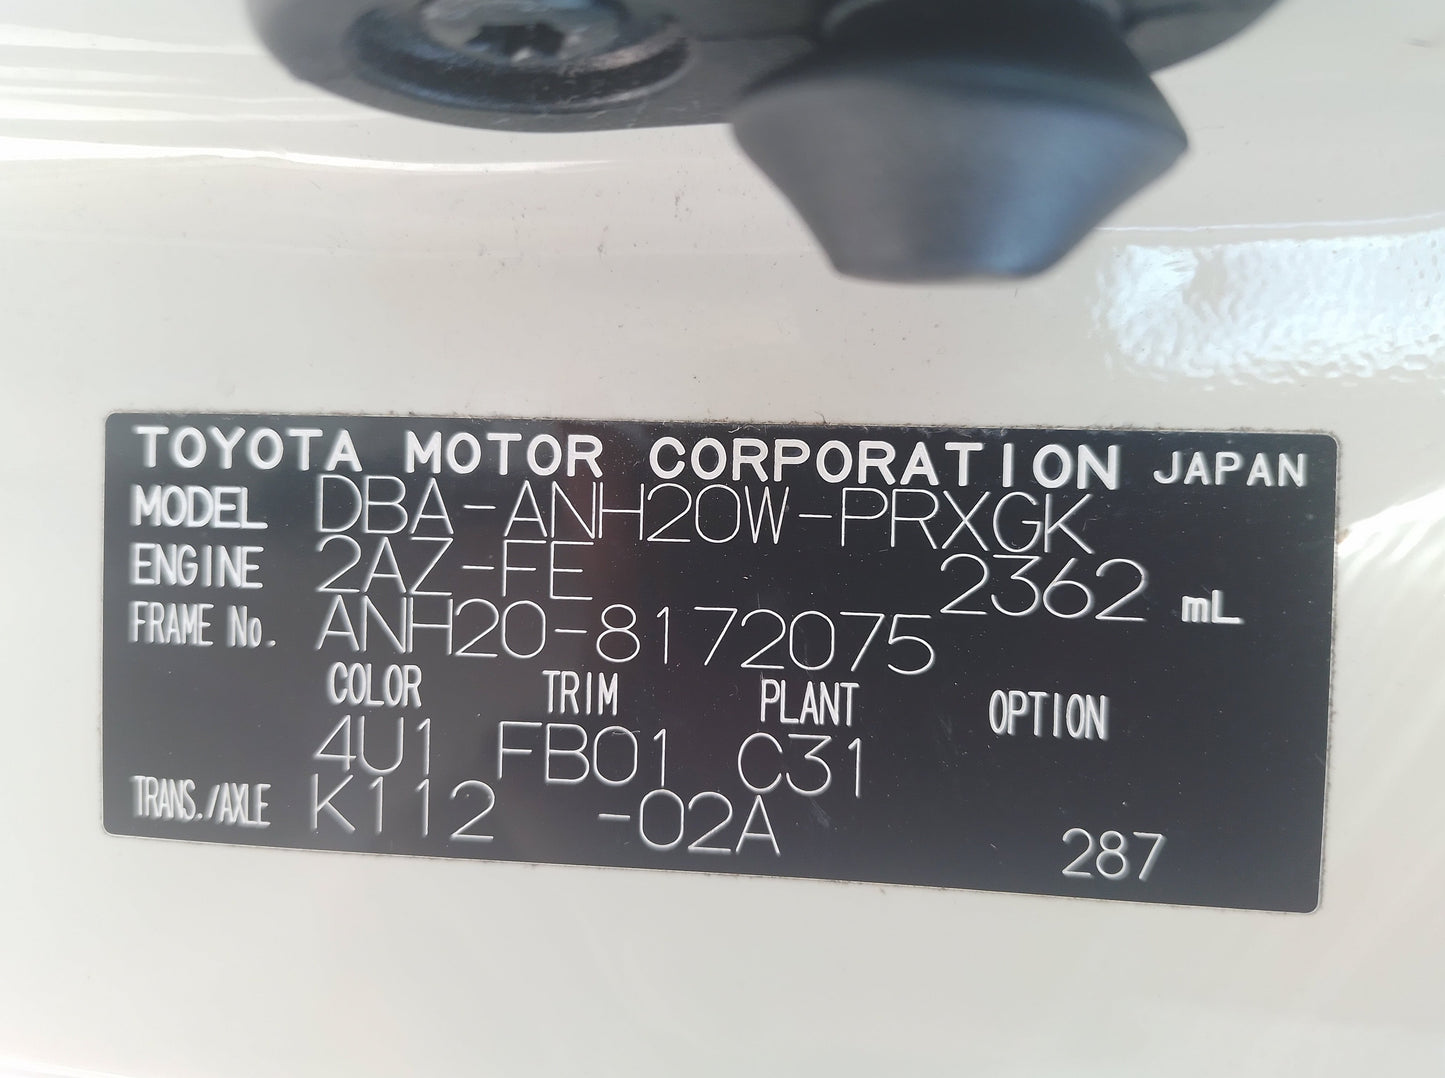 TOYOTA MOTOR CORPORATION JAPAN
MODEL DBA-ANH20W-PRXGK
ENGINE 2AZ-FE 2362 mL
FRAME No. ANH20-8172075
COLOR TRIM PLANT OPTION
4U1 FB01 C31
TRANS./AXLE K112 -02A 287